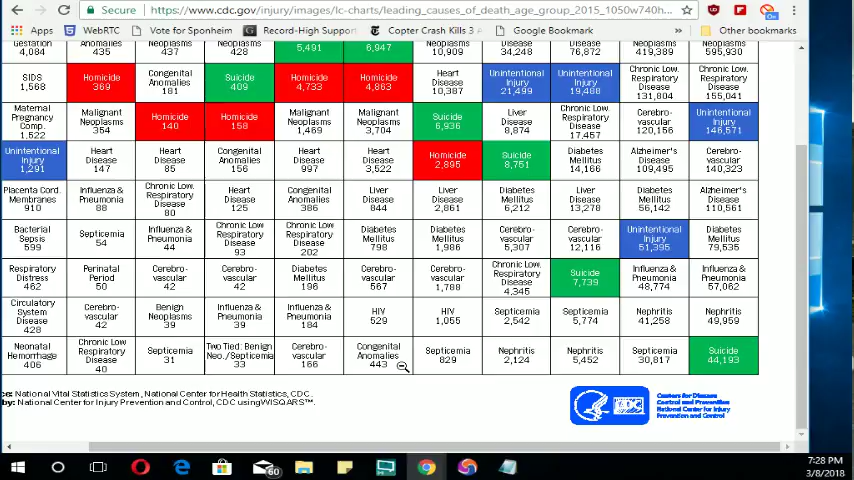 Secure
https://www.cdc.gov/injury/images/lc-charts/leading_causes_of_death_age_group_2015_1050w740h...
Apps WebRTC Vote for Sponheim Record-High Support Copter Crash Kills 3 Google Bookmark » Other bookmarks
Gestation Anomalies Neoplasms Neoplasms 5,491 6,947 Neoplasms Disease Disease Neoplasms Neoplasms
4,084 435 437 428 10,909 34,248 76,872 419,389 595,930
SIDS Homicide Congenital Suicide Homicide Homicide Heart Unintentional Unintentional Chronic Low. Chronic Low.
1,568 369 Anomalies 409 4,733 4,863 Disease Injury Injury Respiratory Respiratory
181 10,387 21,499 19,488 Disease Disease
131,804 155,041
Maternal Malignant Homicide Homicide Malignant Malignant Suicide Liver Chronic Low. Cerebro- Unintentional
Pregnancy Neoplasms 140 158 Neoplasms Neoplasms 6,936 Disease Respiratory vascular Injury
Comp. 354 1,469 3,704 8,874 Disease 120,156 146,571
1,522 17,457
Unintentional Heart Heart Congenital Heart Heart Homicide Suicide Diabetes Alzheimer's Cerebro-
Injury Disease Disease Anomalies Disease Disease 2,895 8,751 Mellitus Disease vascular
1,291 147 85 156 997 3,522 14,166 109,495 140,323
Placenta Cord. Influenza & Chronic Low. Heart Congenital Liver Liver Diabetes Liver Diabetes Alzheimer's
Membranes Pneumonia Respiratory Disease Anomalies Disease Disease Mellitus Disease Mellitus Disease
910 88 Disease 125 386 844 2,861 6,212 13,278 56,142 110,561
80
Bacterial Septicemia Influenza & Chronic Low Chronic Low. Diabetes Diabetes Cerebro- Cerebro- Unintentional Diabetes
Sepsis 54 Pneumonia Respiratory Respiratory Mellitus Mellitus vascular vascular Injury Mellitus
599 44 Disease Disease 798 1,986 5,307 12,116 51,395 79,535
93 202
Respiratory Perinatal Cerebro- Cerebro- Diabetes Cerebro- Cerebro- Chronic Low. Suicide Influenza & Influenza &
Distress Period vascular vascular Mellitus vascular vascular Respiratory 7,739 Pneumonia Pneumonia
462 50 42 42 196 567 1,788 Disease 48,774 57,062
4,345
Circulatory Cerebro- Benign Influenza & Influenza & HIV HIV Septicemia Septicemia Nephritis Nephritis
System vascular Neoplasms Pneumonia Pneumonia 529 1,055 2,542 5,774 41,258 49,959
Disease 42 39 39 184
428
Neonatal Chronic Low Septicemia Two Tied: Benign Cerebro- Congenital Septicemia Nephritis Nephritis Septicemia Suicide
Hemorrhage Respiratory 31 Neo./Septicemia vascular Anomalies 829 2,124 5,452 30,817 44,193
406 Disease 33 166 443
40
ce: National Vital Statistics System, National Center for Health Statistics, CDC.
by: National Center for Injury Prevention and Control, CDC using WISQARS™.
CDC
Centers for Disease
Control and Prevention
National Center for Injury
Prevention and Control
60
7:28 PM
3/8/2018